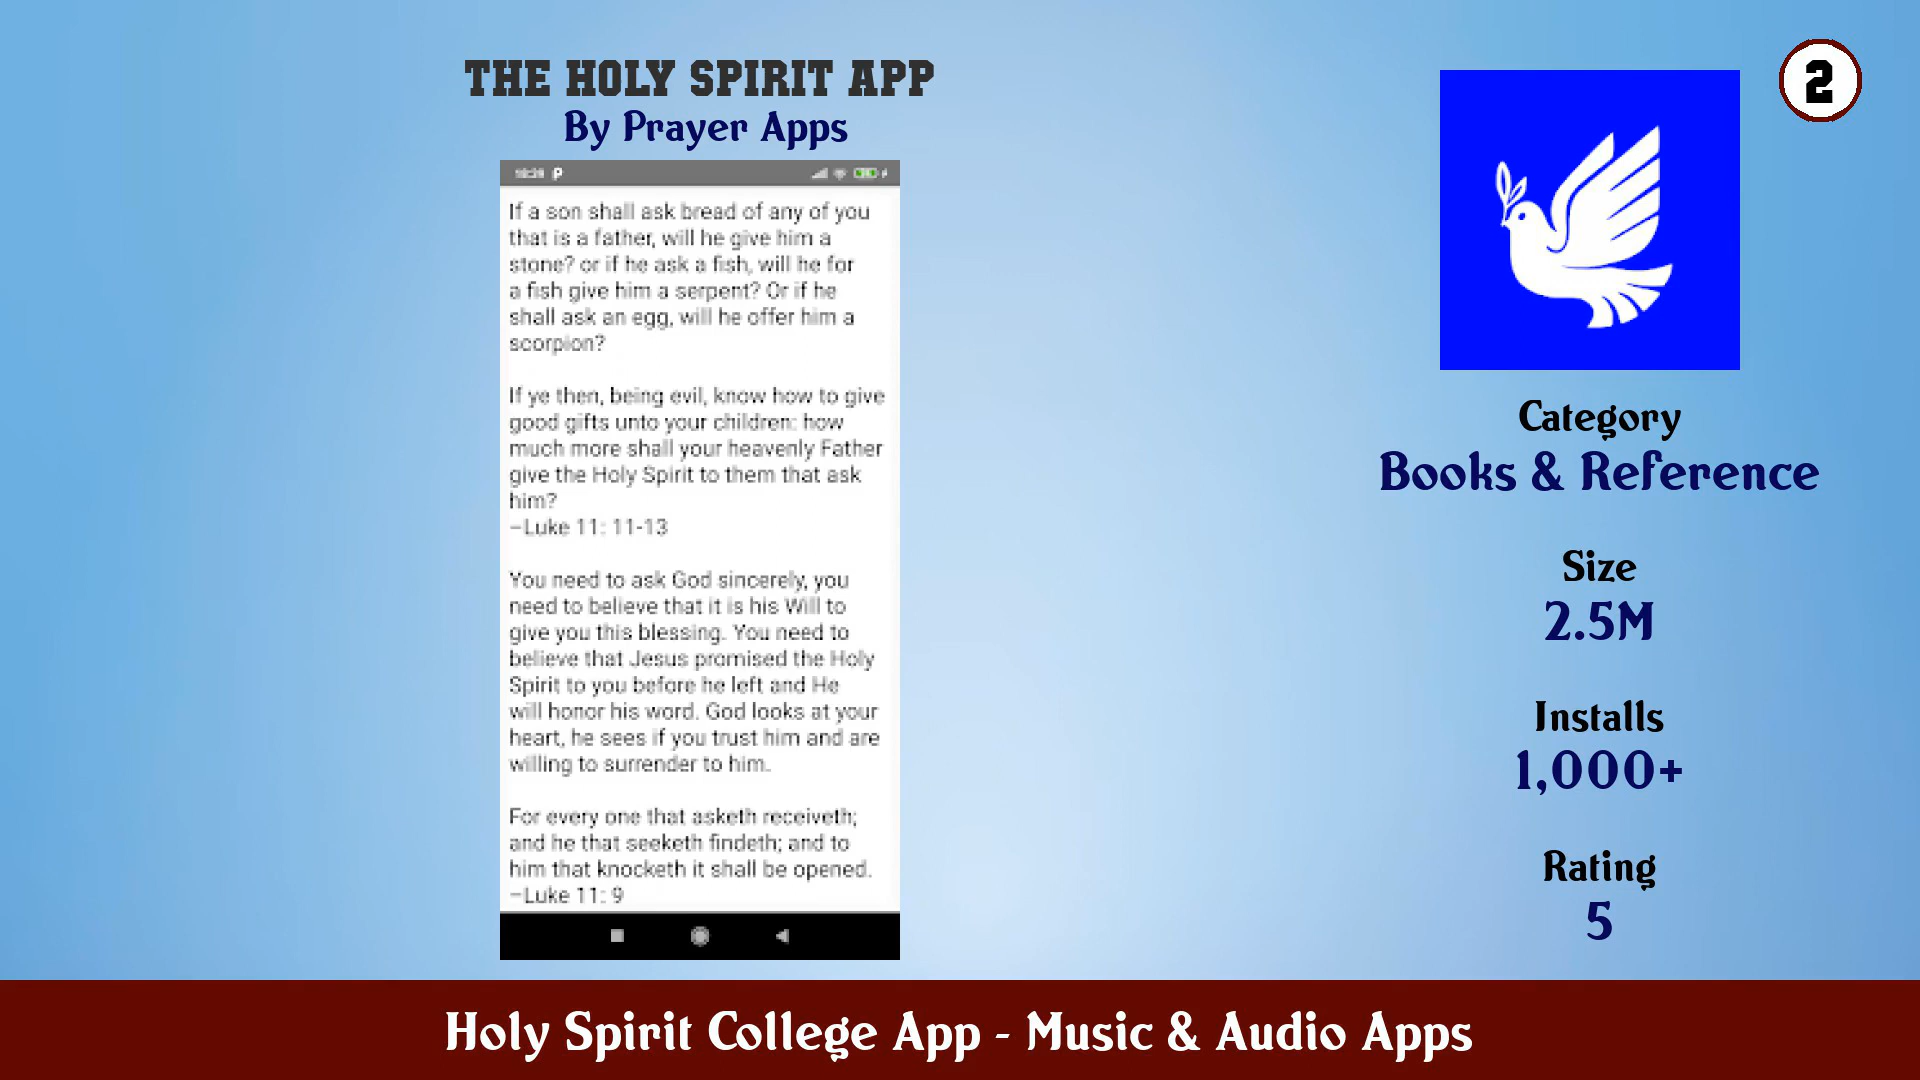 THE HOLY SPIRIT APP
By Prayer Apps
2
If a son shall ask bread of any of you
that is a father, will he give him a
stone? or if he ask a fish, will he for
a fish give him a serpent? Or if he
shall ask an egg, will he offer him a
scorpion?
If ye then, being evil, know how to give
good gifts unto your children: how
much more shall your heavenly Father
give the Holy Spirit to them that ask
him?
–Luke 11: 11-13
You need to ask God sincerely, you
need to believe that it is his Will to
give you this blessing. You need to
believe that Jesus promised the Holy
Spirit to you before he left and He
will honor his word. God looks at your
heart, he sees if you trust him and are
willing to surrender to him.
For every one that asketh receiveth;
and he that seeketh findeth; and to
him that knocketh it shall be opened.
–Luke 11: 9
Category
Books & Reference
Size
2.5M
Installs
1,000+
Rating
5
Holy Spirit College App - Music & Audio Apps